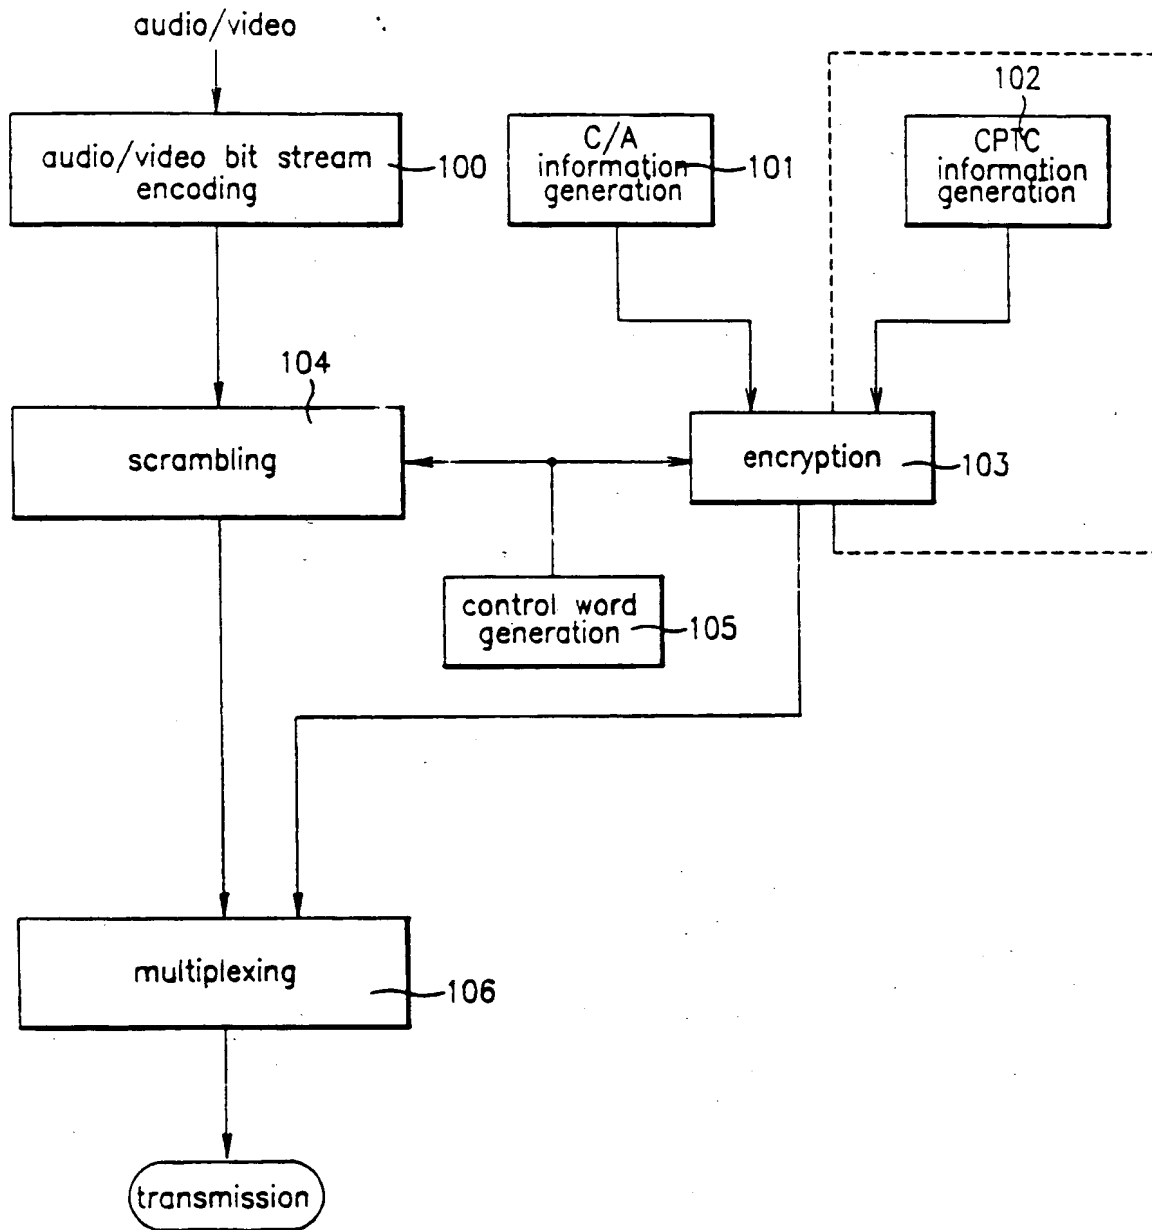 audio/video
audio/video bit stream
encoding
100
C/A
information
generation
101
102
CPTC
information
generation
104
scrambling
encryption
103
control word
generation
105
multiplexing
106
transmission